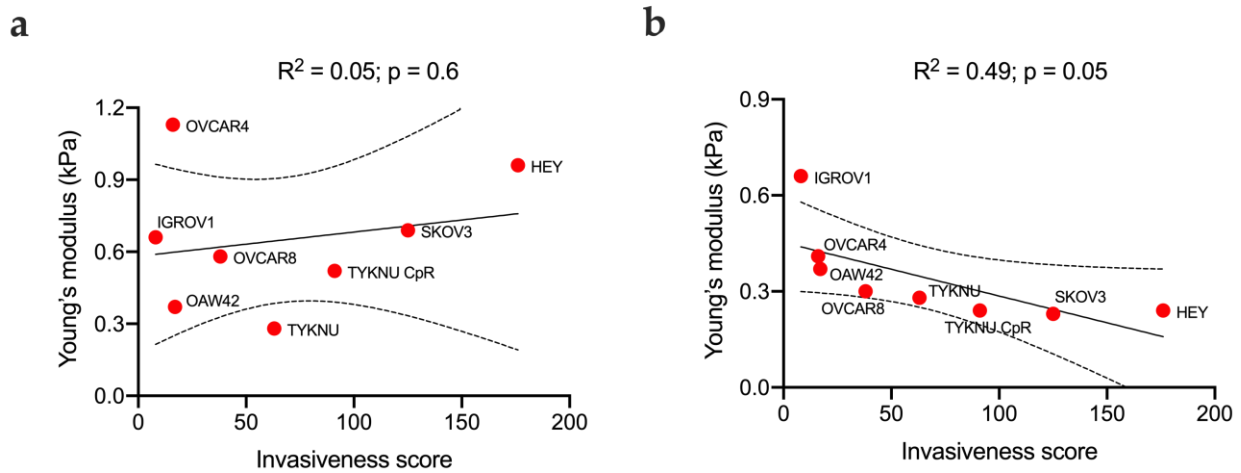 a
R² = 0.05; p = 0.6
Young's modulus (kPa)
1.2
0.9
0.6
0.3
0.0
OVCAR4
HEY
IGROV1
SKOV3
OVCAR8
TYKNU CpR
OAW42
TYKNU
0
50
100
150
200
Invasiveness score
b
R² = 0.49; p = 0.05
Young's modulus (kPa)
0.9
0.6
0.3
0.0
IGROV1
OVCAR4
OAW42
OVCAR8
TYKNU
TYKNU CpR
SKOV3
HEY
0
50
100
150
200
Invasiveness score